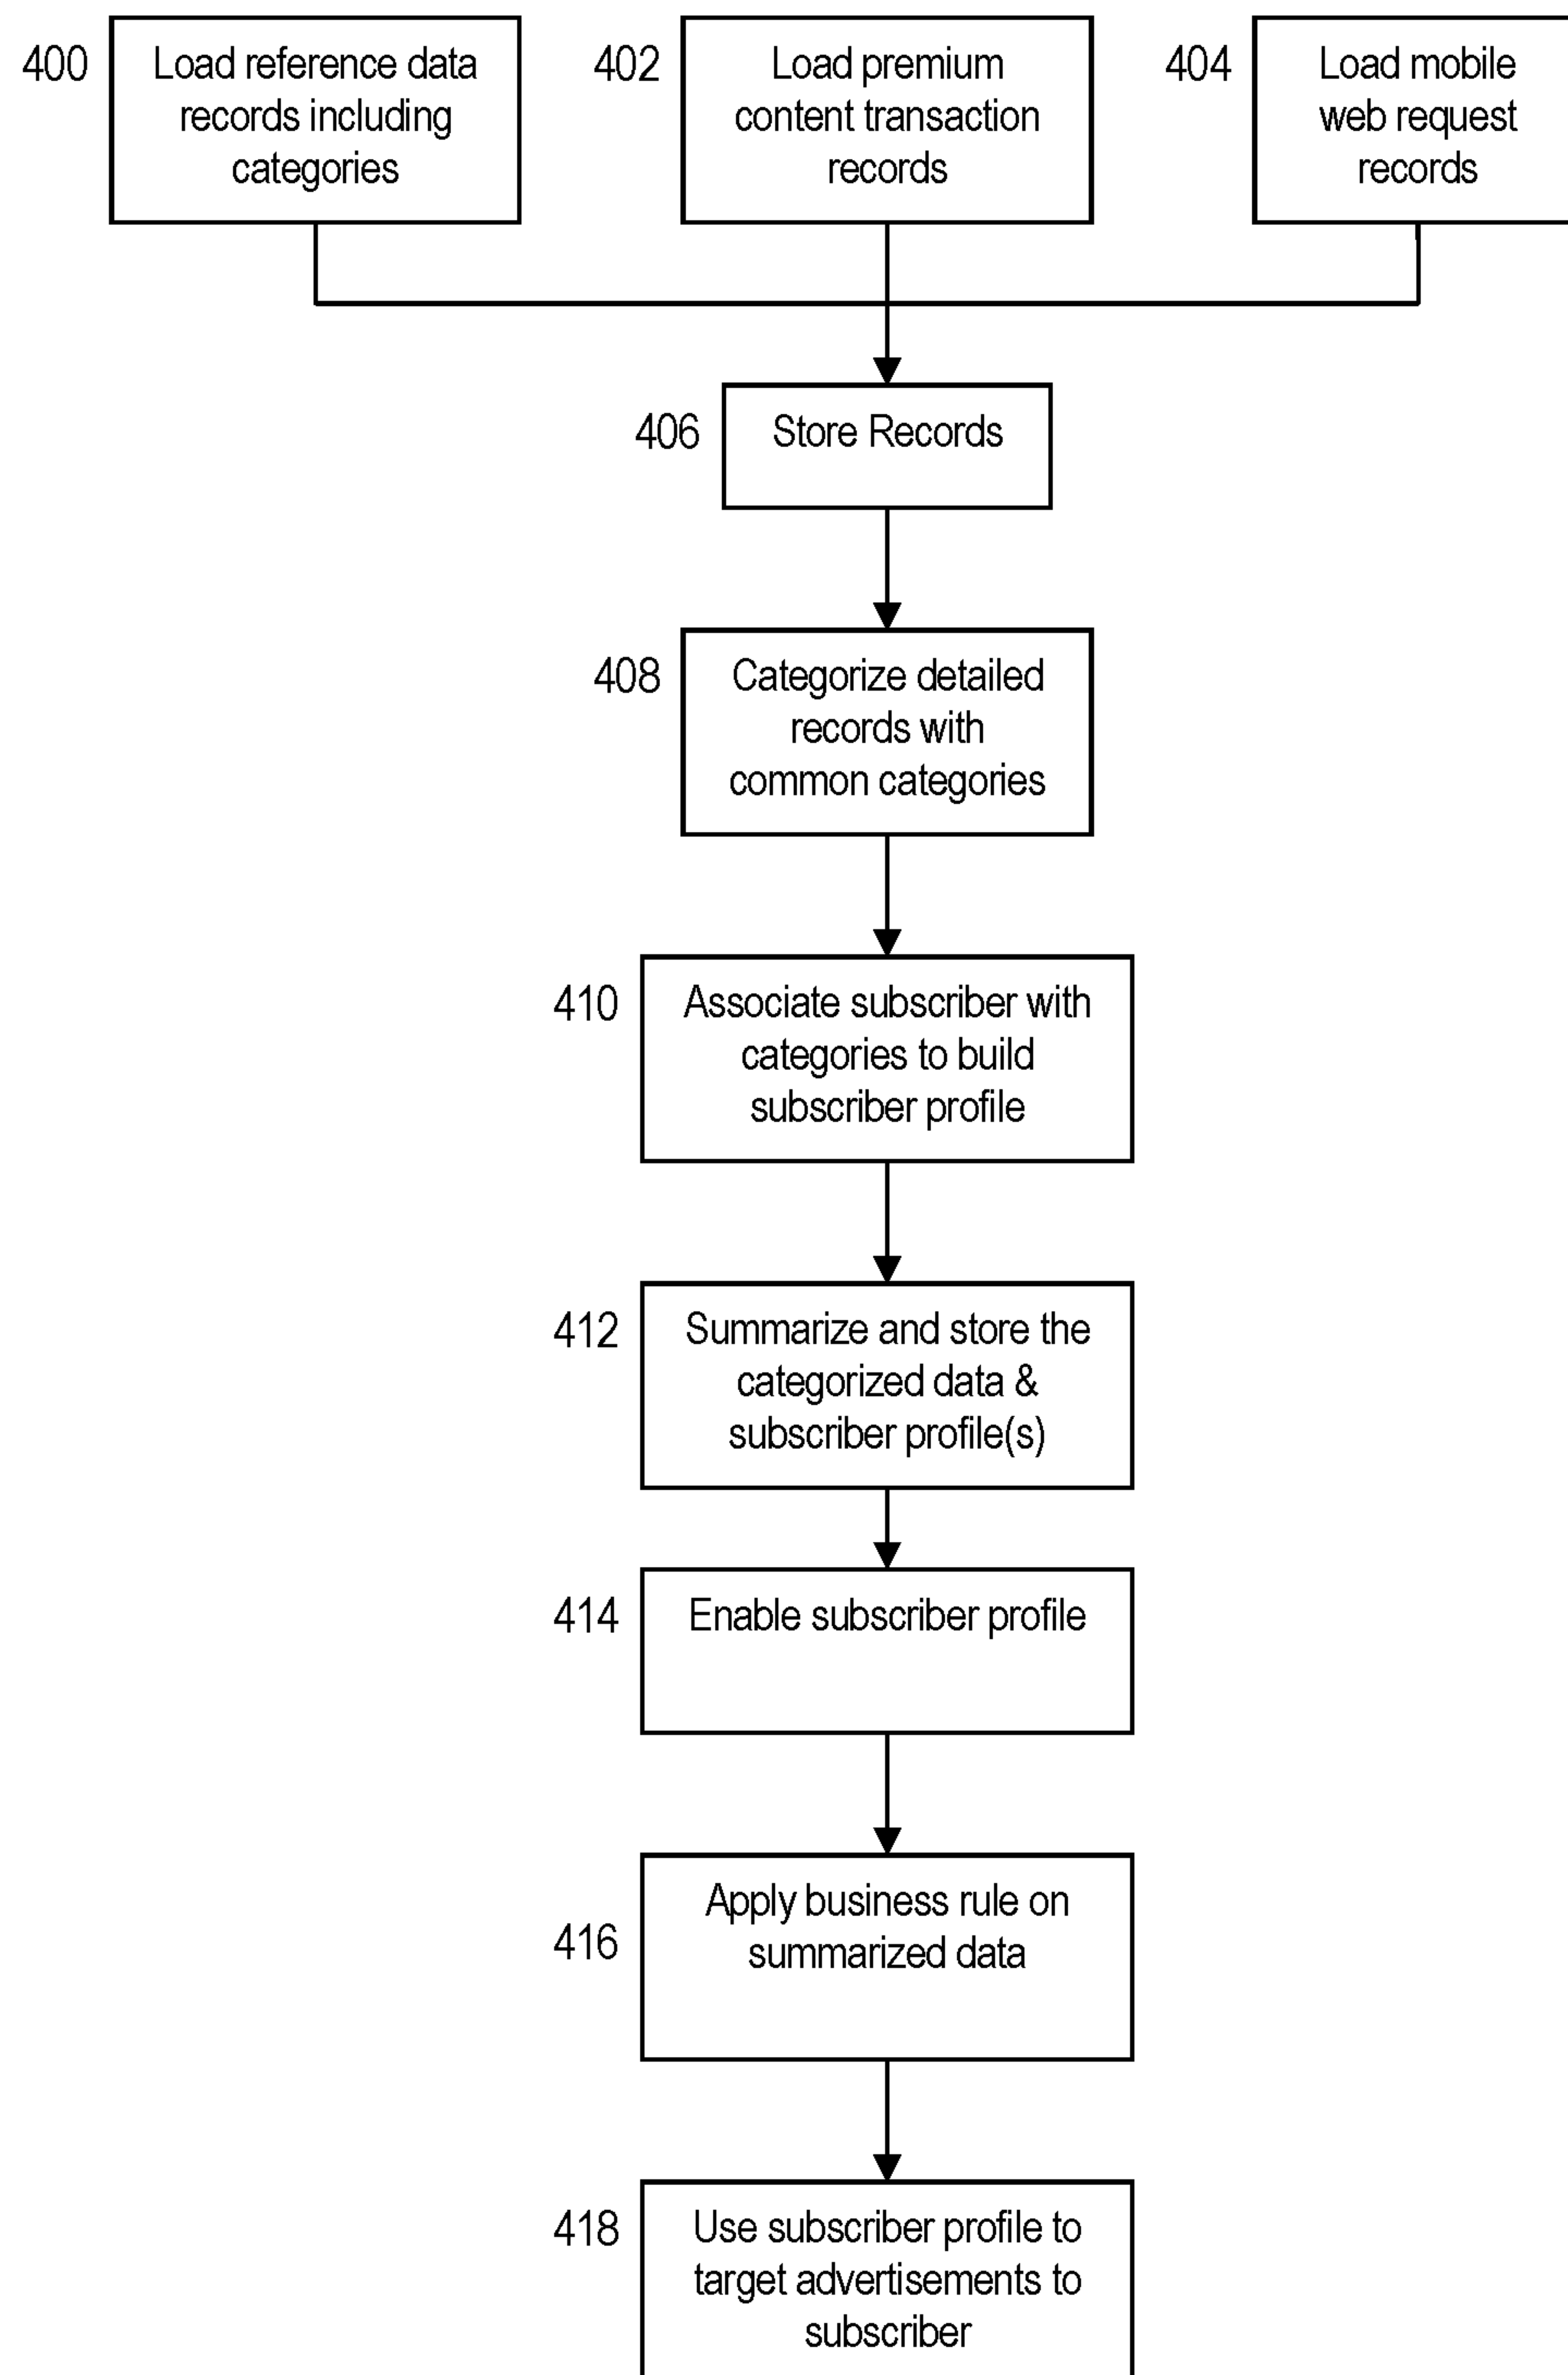 400
Load reference data
records including
categories
402
Load premium
content transaction
records
404
Load mobile
web request
records
406
Store Records
408
Categorize detailed
records with
common categories
410
Associate subscriber with
categories to build
subscriber profile
412
Summarize and store the
categorized data &
subscriber profile(s)
414
Enable subscriber profile
416
Apply business rule on
summarized data
418
Use subscriber profile to
target advertisements to
subscriber